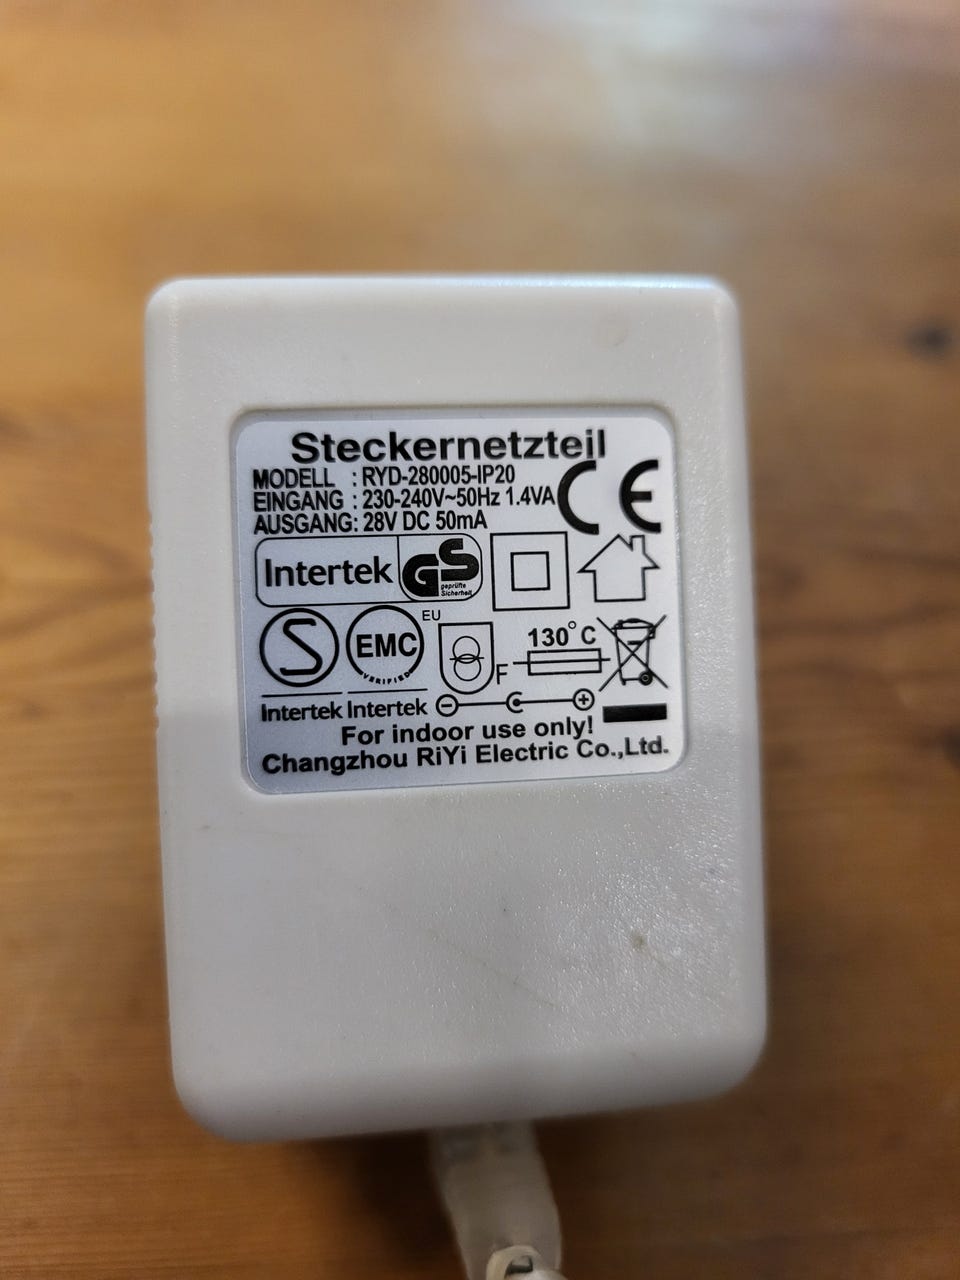 Steckernetzteil
MODELL : RYD-280005-IP20
EINGANG : 230-240V~50Hz 1.4VA
AUSGANG: 28V DC 50mA
CE
Intertek GS geprüfte Sicherheit
S EMC VERIFIED EU F 130°C
Intertek Intertek
For indoor use only!
Changzhou RiYi Electric Co.,Ltd.